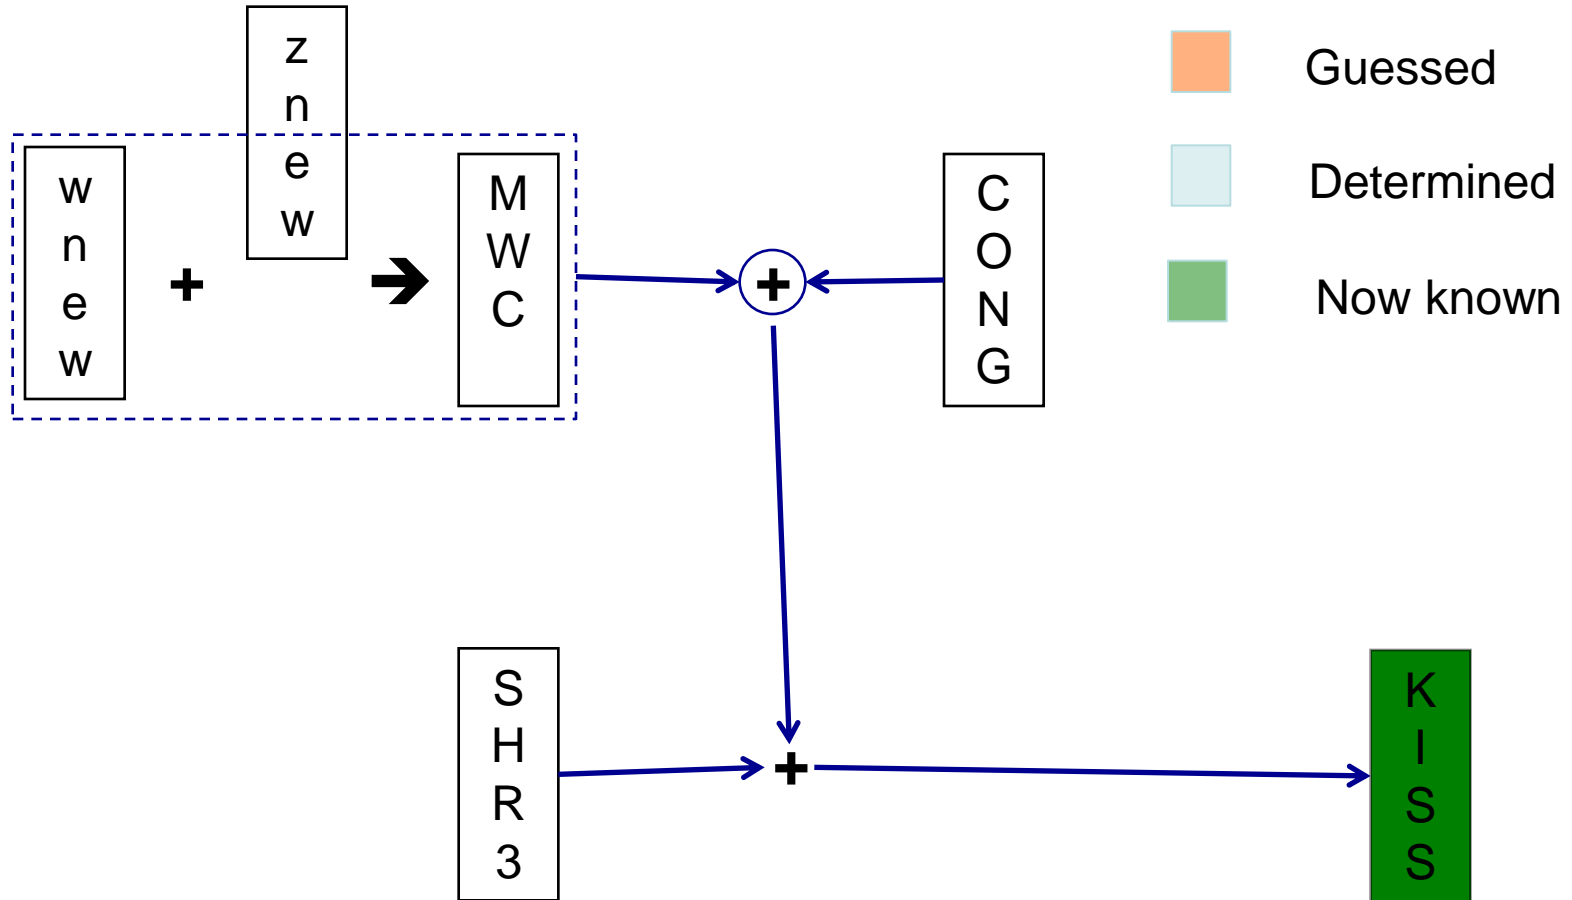 z
n
e
w
w
n
e
w
+
➔
M
W
C
+
C
O
N
G
Guessed
Determined
Now known
S
H
R
3
+
K
I
S
S